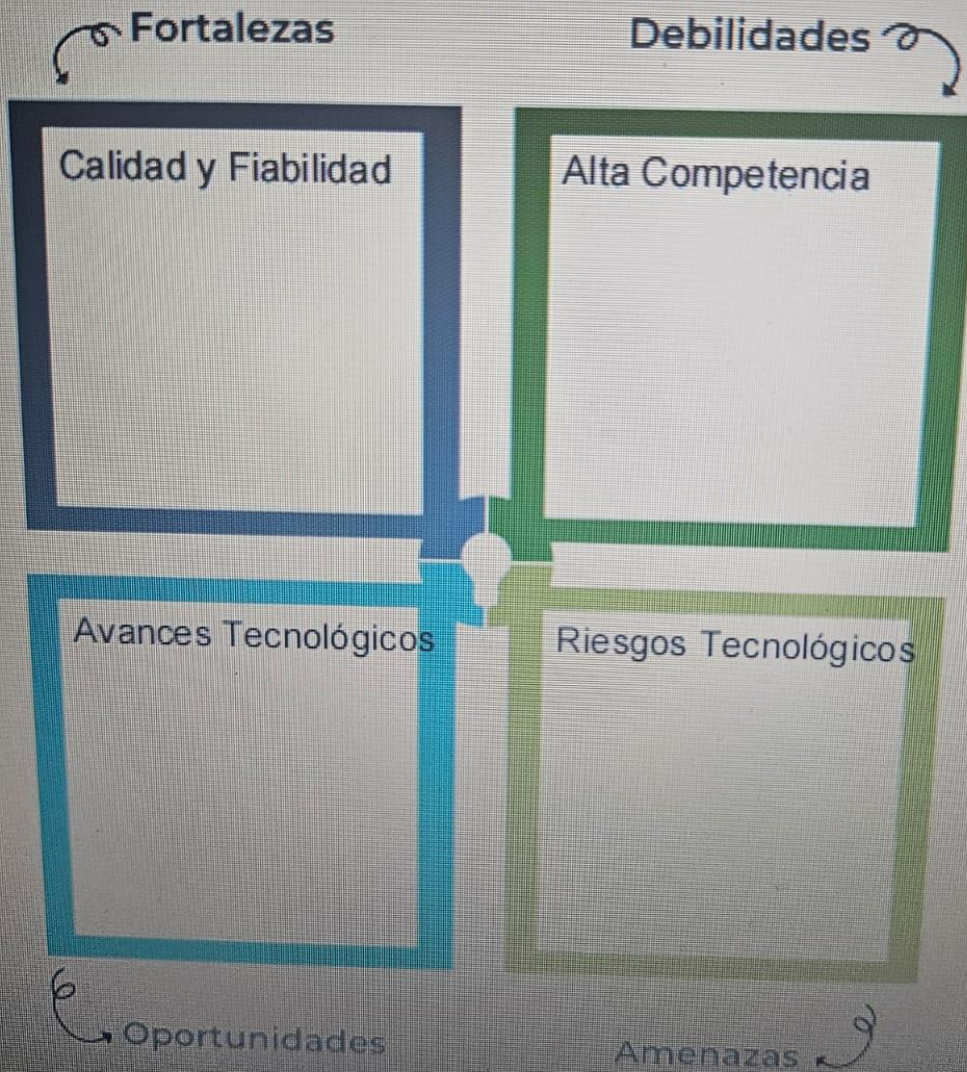 Fortalezas
Debilidades
Calidad y Fiabilidad
Alta Competencia
Avances Tecnológicos
Riesgos Tecnológicos
Oportunidades
Amenazas